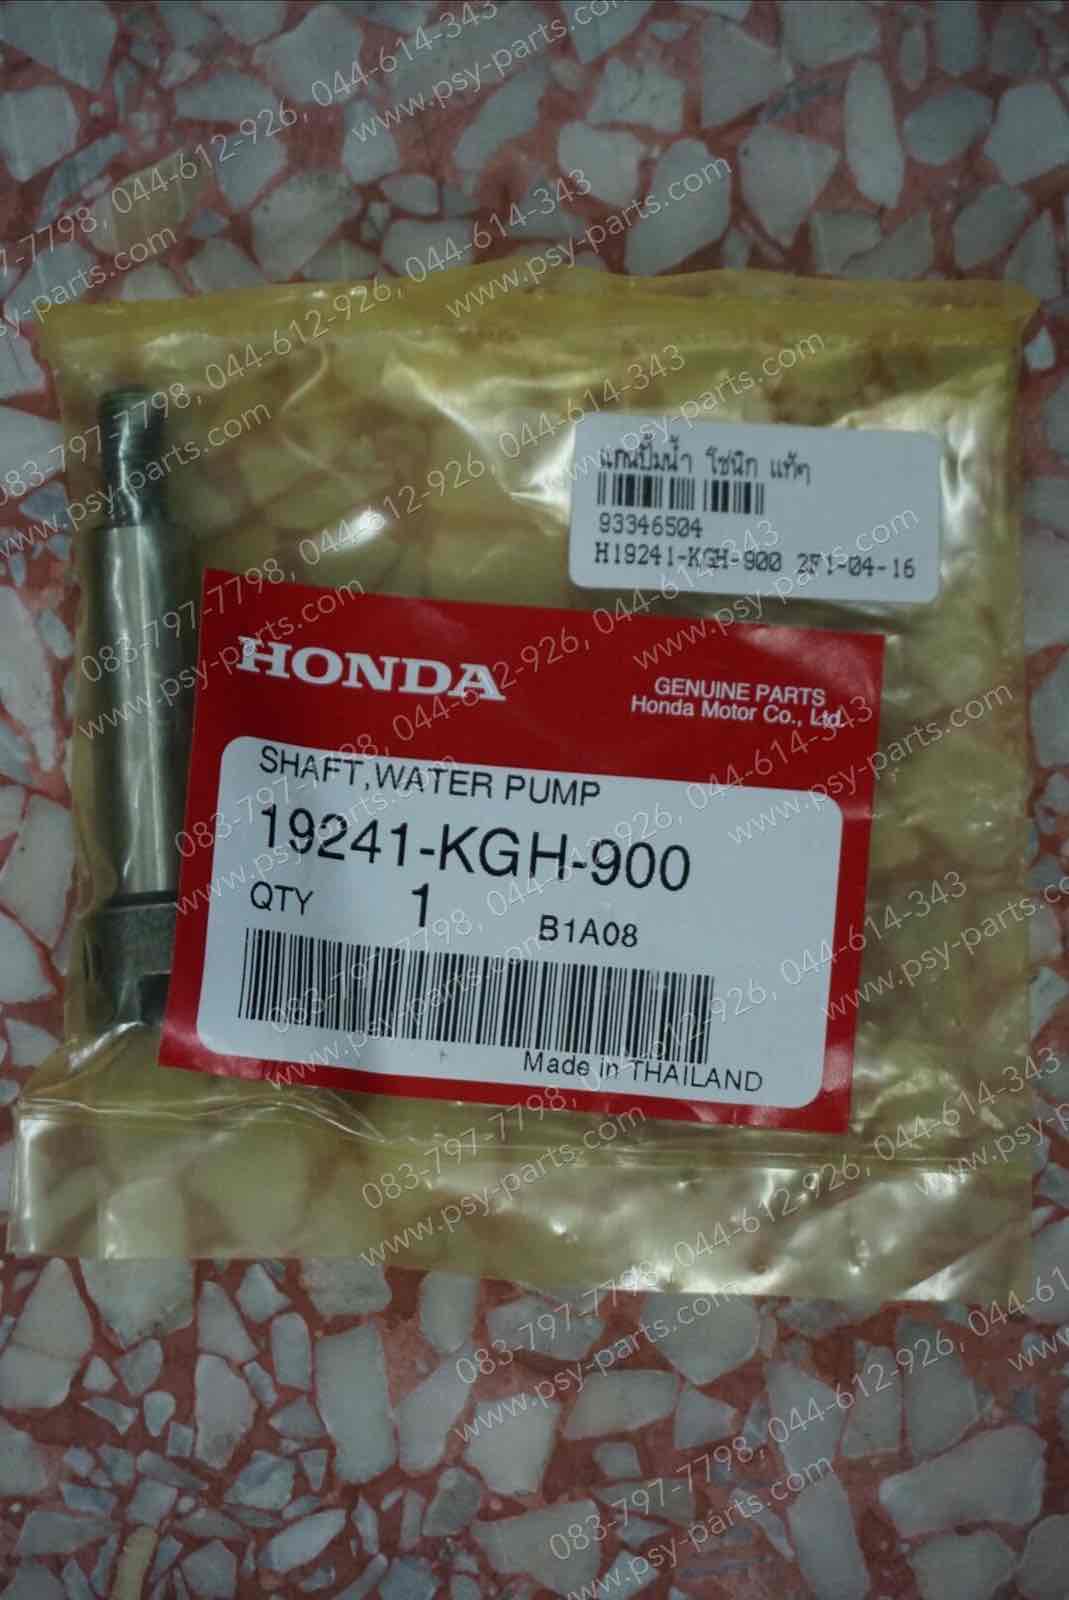 แกนปั๊มน้ำ โซนิก แท้ๆ
93346504
H19241-KGH-900 2F1-04-16
HONDA
GENUINE PARTS
Honda Motor Co., Ltd.
SHAFT,WATER PUMP
19241-KGH-900
QTY 1 B1A08
Made in THAILAND
083-797-7798, 044-612-926, 044-614-343
www.psy-parts.com